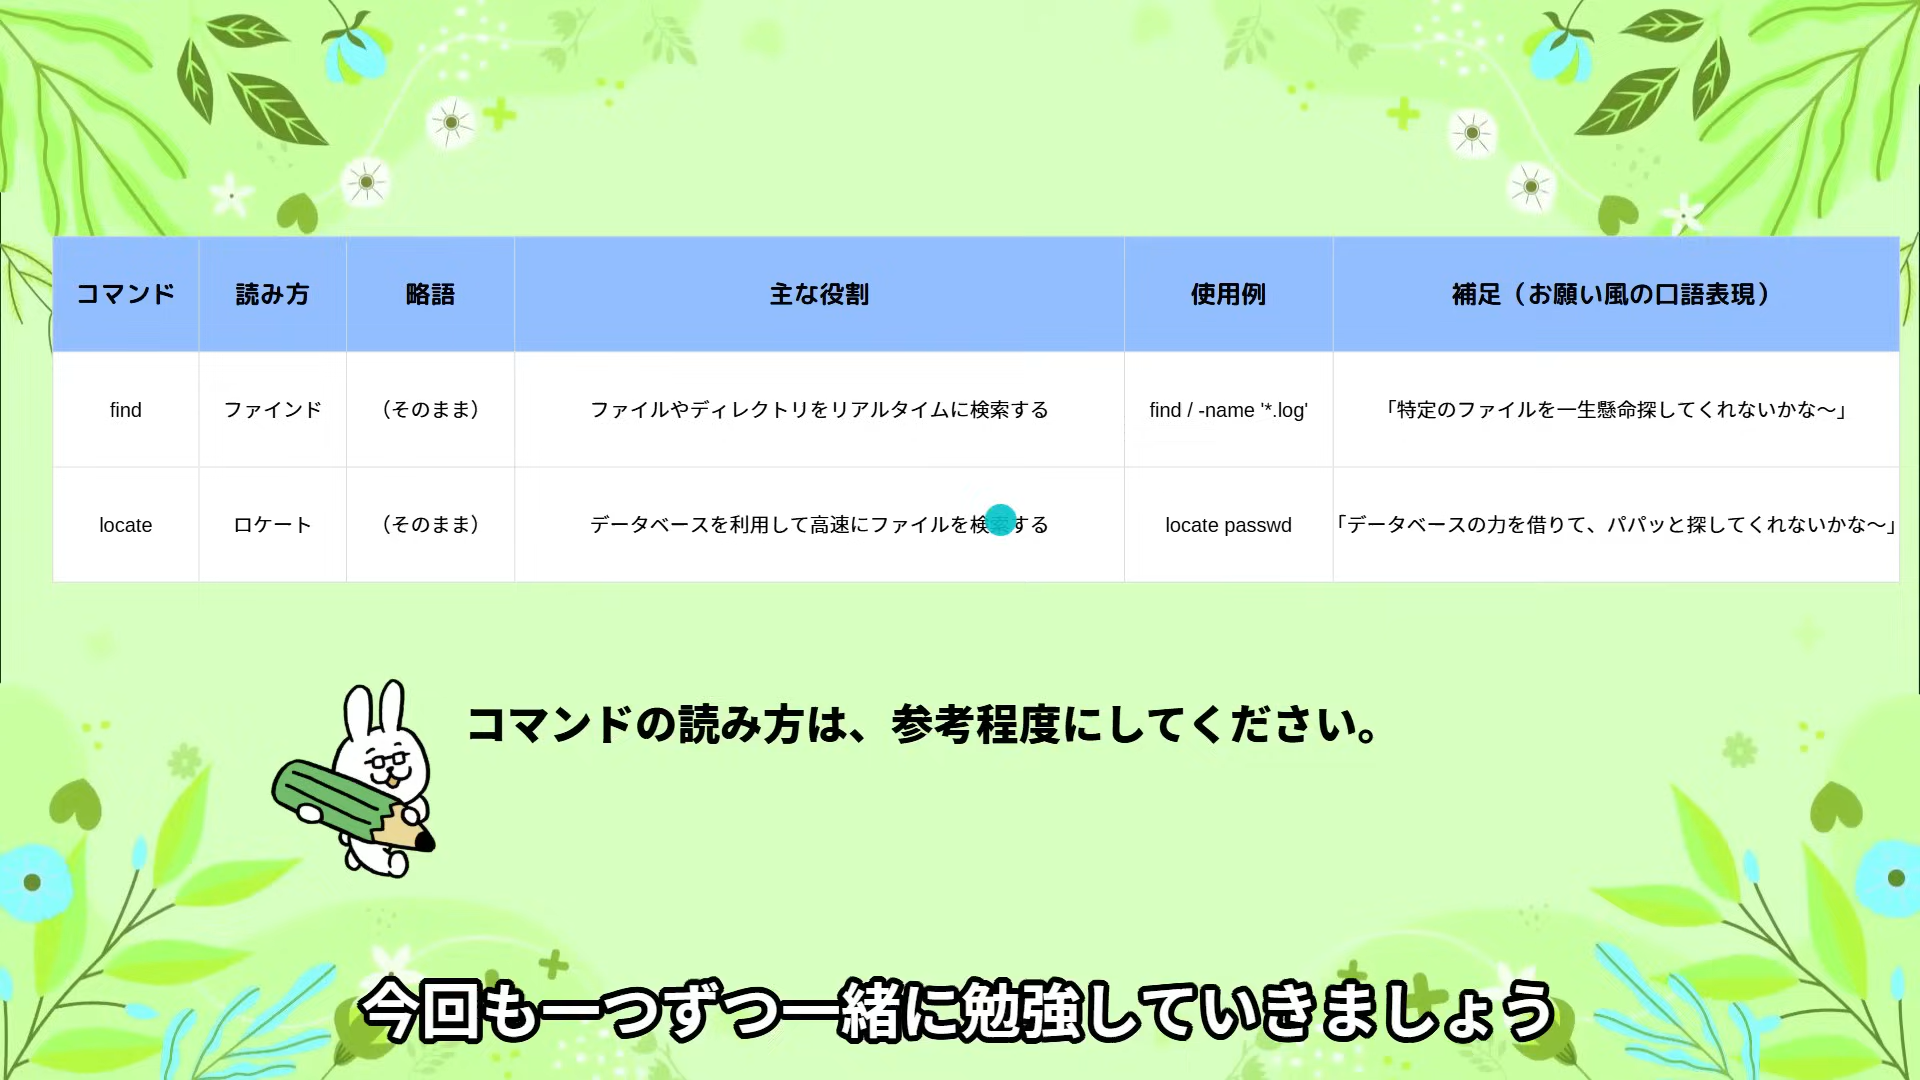 コマンド 読み方 略語 主な役割 使用例 補足（お願い風の口語表現）
find ファインド （そのまま） ファイルやディレクトリをリアルタイムに検索する find / -name '*.log' 「特定のファイルを一生懸命探してくれないかな～」
locate ロケート （そのまま） データベースを利用して高速にファイルを検索する locate passwd 「データベースの力を借りて、パパッと探してくれないかな～」
コマンドの読み方は、参考程度にしてください。
今回も一つずつ一緒に勉強していきましょう